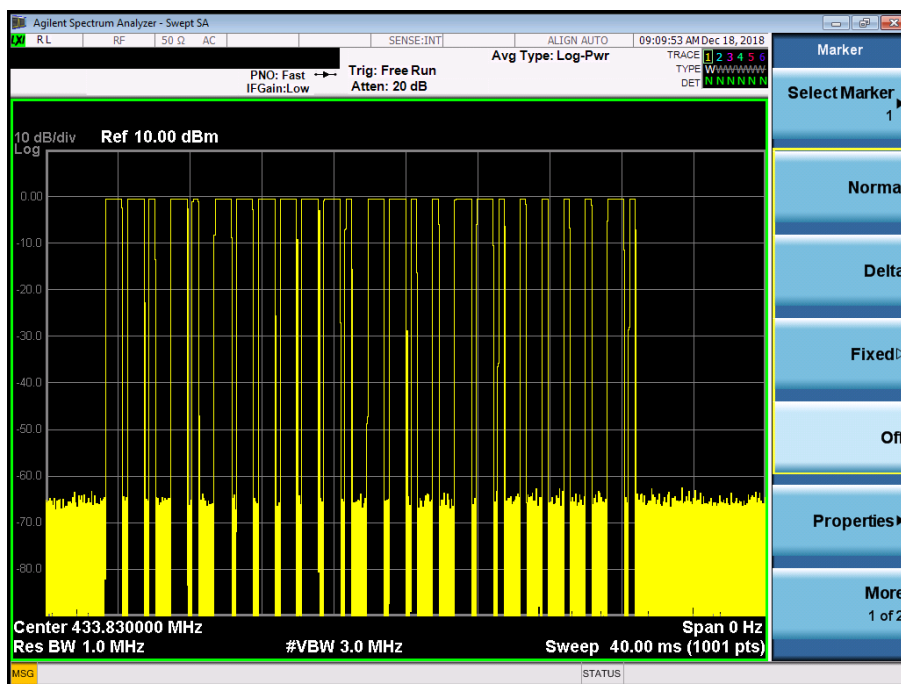 Agilent Spectrum Analyzer - Swept SA
LXI RL RF 50 Ω AC SENSE:INT ALIGN AUTO 09:09:53 AM Dec 18, 2018
Marker
PNO: Fast
IFGain:Low
Trig: Free Run
Atten: 20 dB
Avg Type: Log-Pwr
TRACE 1 2 3 4 5 6
TYPE WWWWWW
DET N N N N N N
Select Marker
1
10 dB/div Ref 10.00 dBm
Log
0.00
-10.0
-20.0
-30.0
-40.0
-50.0
-60.0
-70.0
-80.0
Norma
Delta
Fixed
Off
Properties
More
1 of 2
Center 433.830000 MHz Span 0 Hz
Res BW 1.0 MHz #VBW 3.0 MHz Sweep 40.00 ms (1001 pts)
MSG STATUS